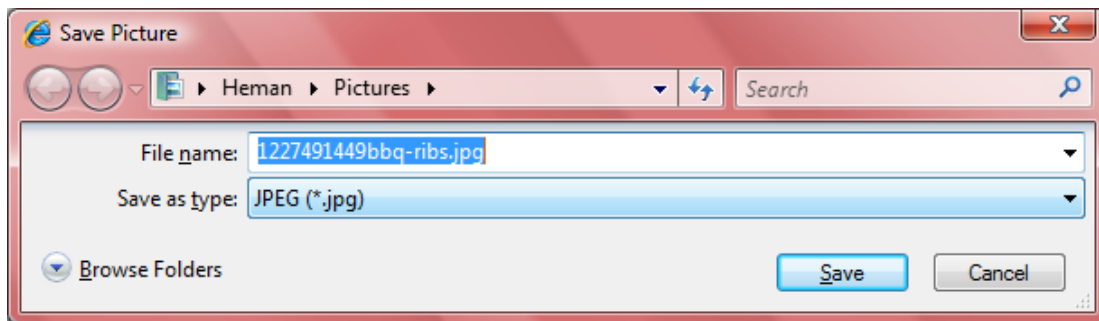 Save Picture
Heman Pictures Search
File name: 1227491449bbq-ribs.jpg
Save as type: JPEG (*.jpg)
Browse Folders Save Cancel